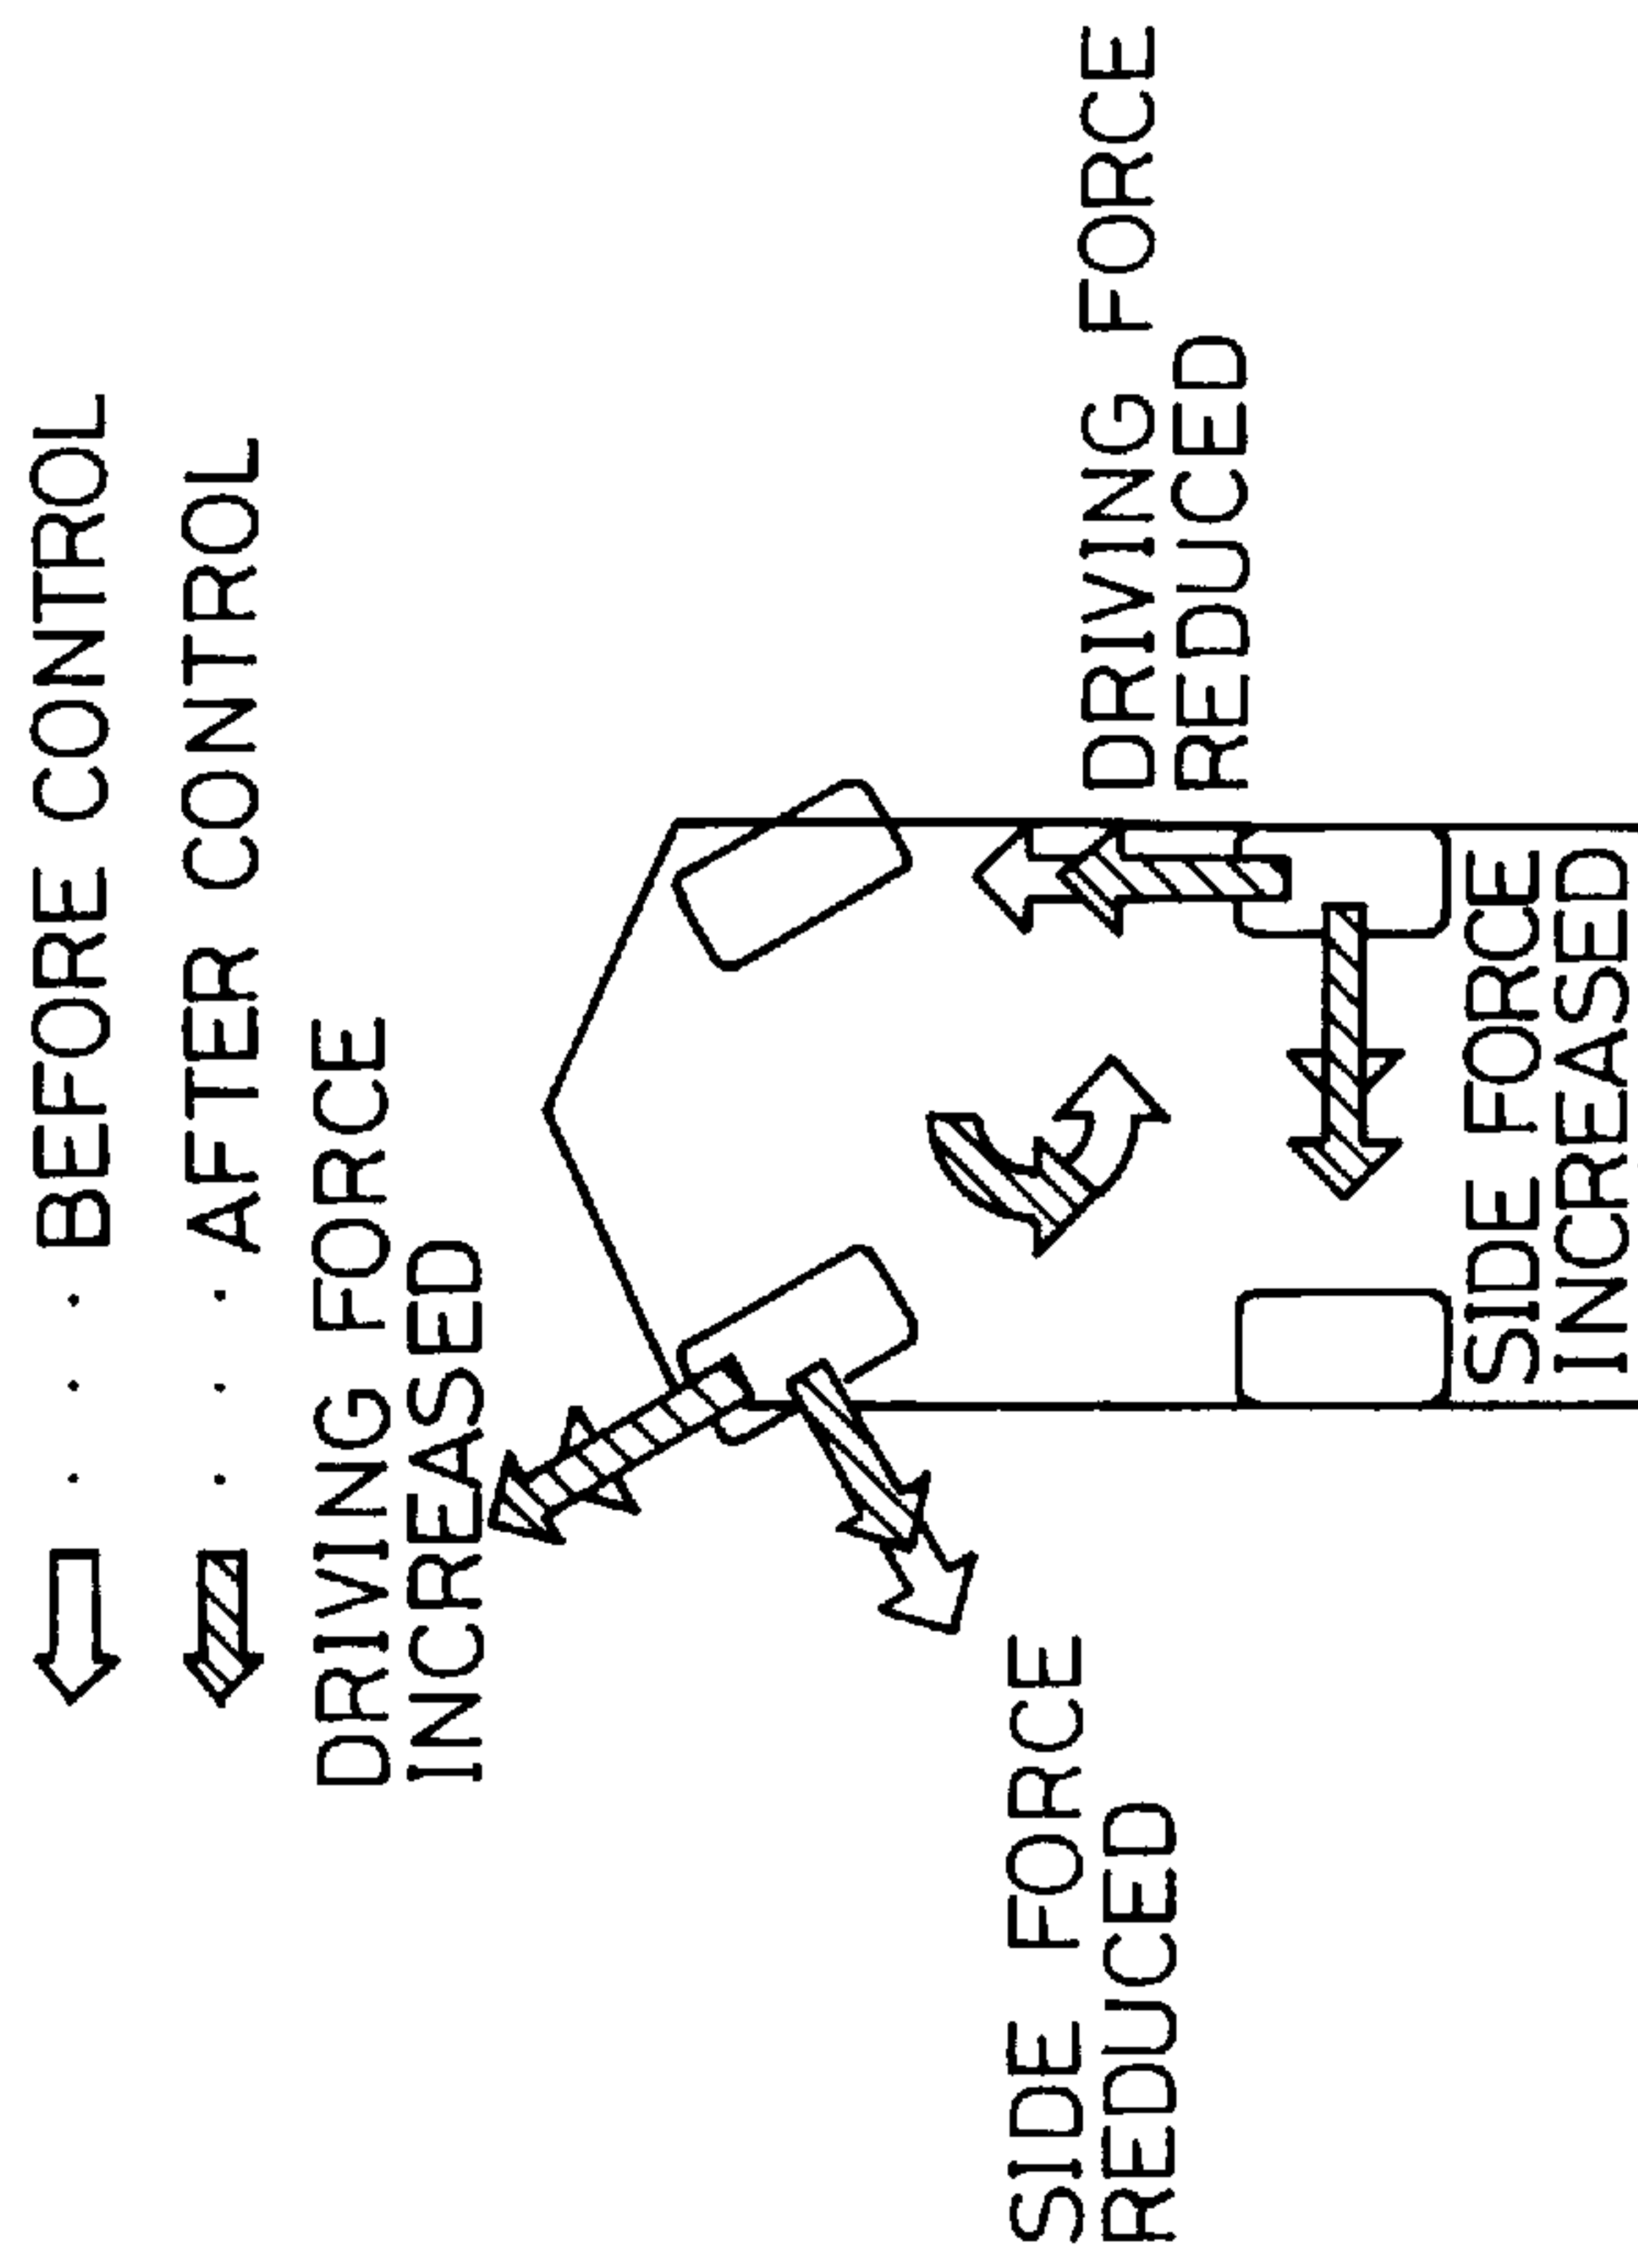 . . . BEFORE CONTROL
. . . AFTER CONTROL
DRIVING FORCE
INCREASED
SIDE FORCE
REDUCED
DRIVING FORCE
REDUCED
SIDE FORCE
INCREASED